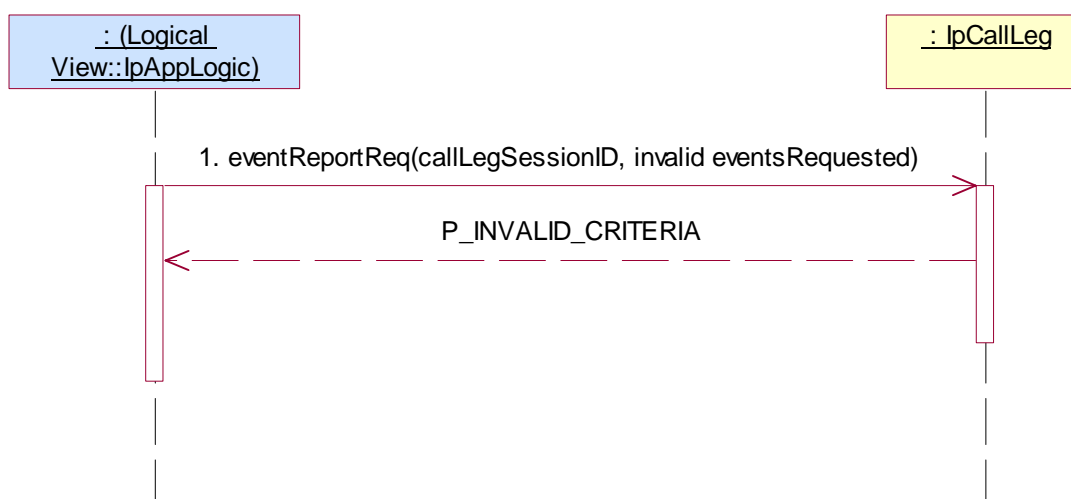 : (Logical
View::IpAppLogic)
: IpCallLeg
1. eventReportReq(callLegSessionID, invalid eventsRequested)
P_INVALID_CRITERIA